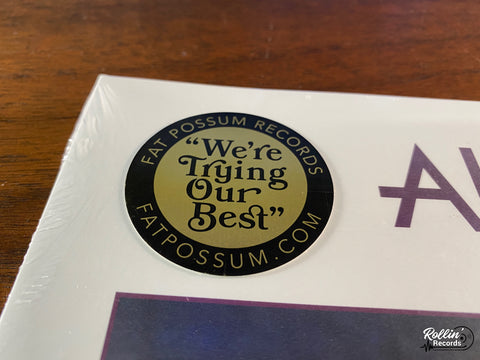 FAT POSSUM RECORDS
"We're
Trying
Our
Best"
FATPOSSUM.COM
Rollin'
Records